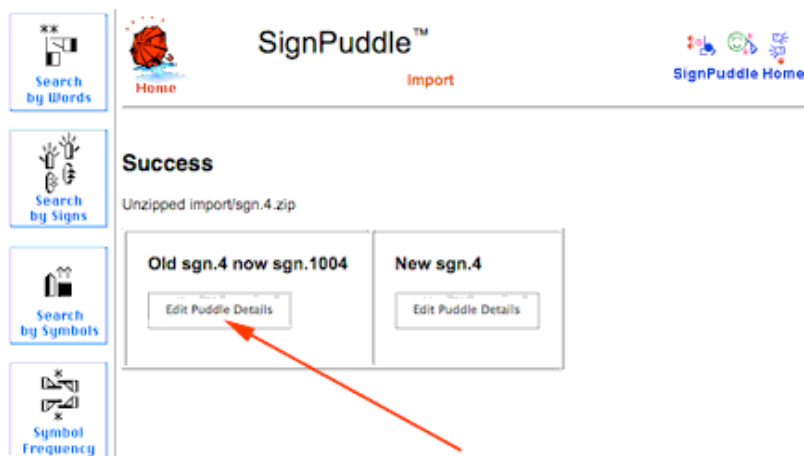 Search
by Words
Search
by Signs
Search
by Symbols
Symbol
Frequency
Home
SignPuddle™
Import
SignPuddle Home
Success
Unzipped import/sgn.4.zip
Old sgn.4 now sgn.1004
Edit Puddle Details
New sgn.4
Edit Puddle Details